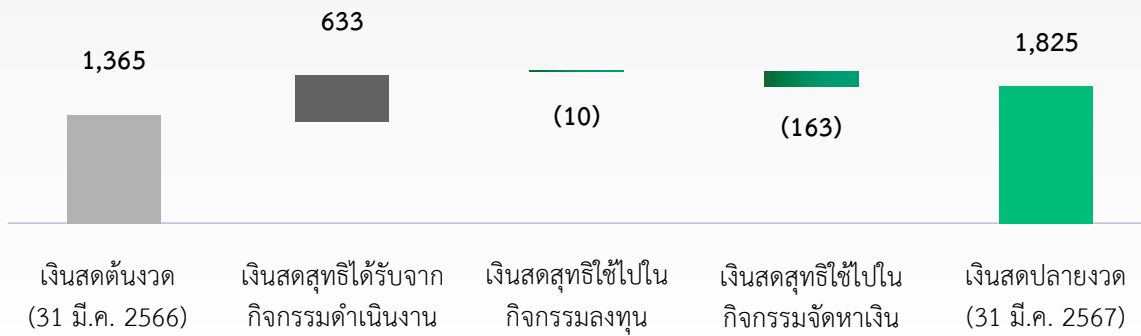 633
1,365
1,825
(10)
(163)
เงินสดต้นงวด
(31 มี.ค. 2566)
เงินสดสุทธิได้รับจาก
กิจกรรมดำเนินงาน
เงินสดสุทธิใช้ไปใน
กิจกรรมลงทุน
เงินสดสุทธิใช้ไปใน
กิจกรรมจัดหาเงิน
เงินสดปลายงวด
(31 มี.ค. 2567)